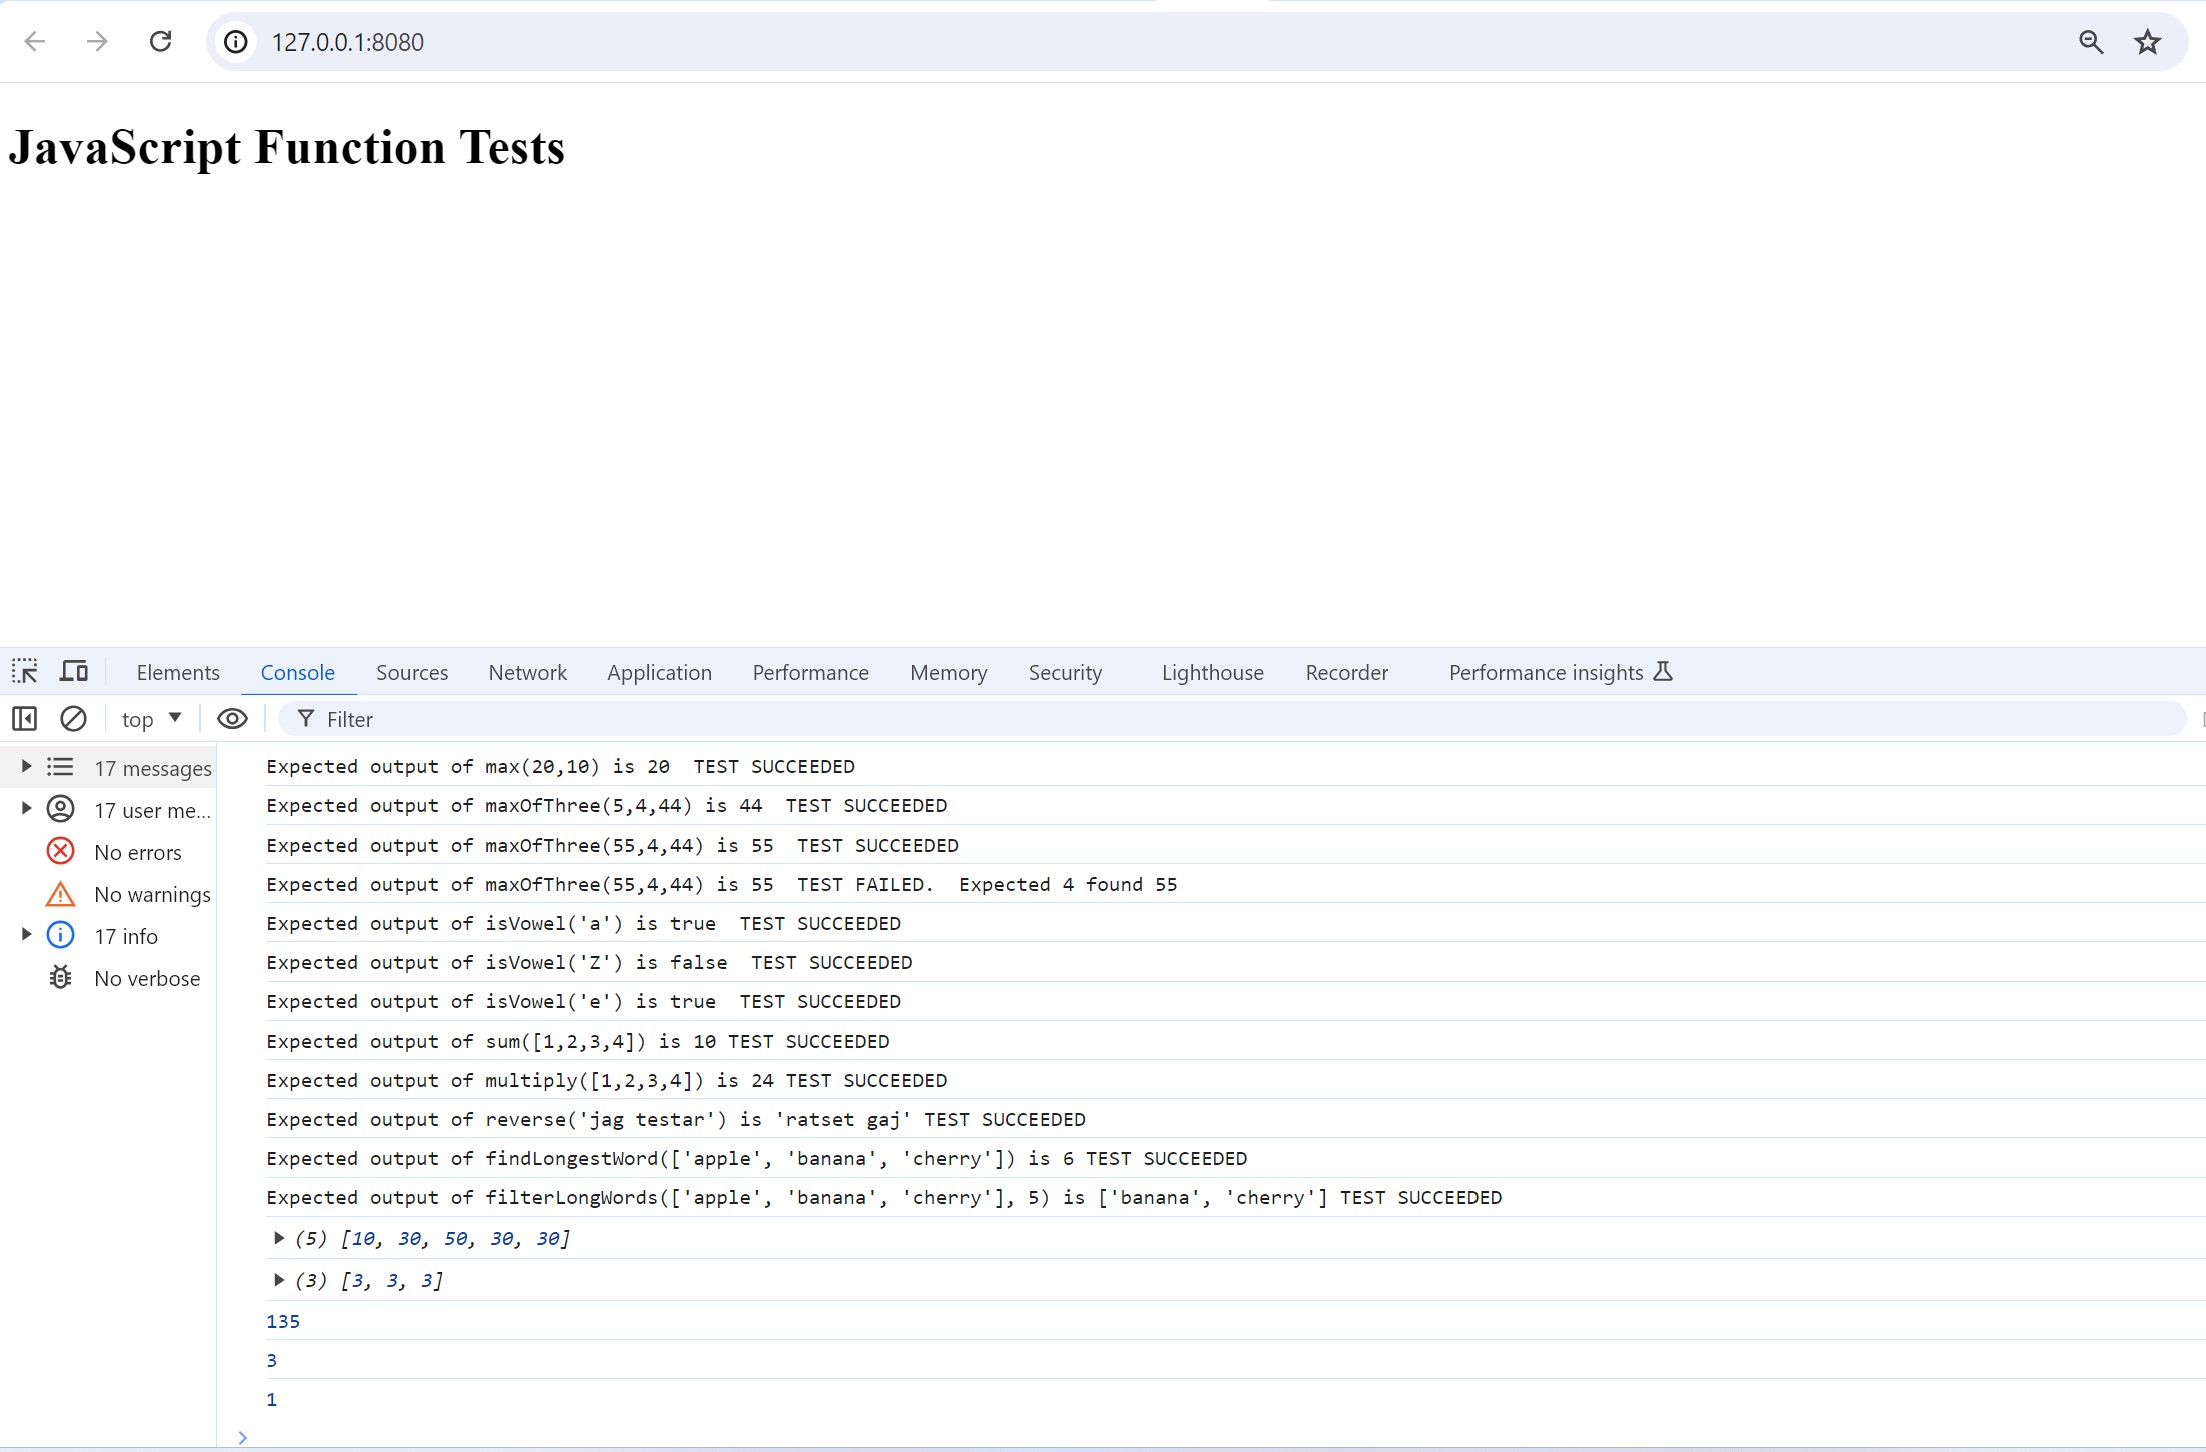 127.0.0.1:8080
JavaScript Function Tests
Elements Console Sources Network Application Performance Memory Security Lighthouse Recorder Performance insights
top Filter
17 messages
17 user me...
No errors
No warnings
17 info
No verbose
Expected output of max(20,10) is 20  TEST SUCCEEDED
Expected output of maxOfThree(5,4,44) is 44  TEST SUCCEEDED
Expected output of maxOfThree(55,4,44) is 55  TEST SUCCEEDED
Expected output of maxOfThree(55,4,44) is 55  TEST FAILED.  Expected 4 found 55
Expected output of isVowel('a') is true  TEST SUCCEEDED
Expected output of isVowel('Z') is false  TEST SUCCEEDED
Expected output of isVowel('e') is true  TEST SUCCEEDED
Expected output of sum([1,2,3,4]) is 10 TEST SUCCEEDED
Expected output of multiply([1,2,3,4]) is 24 TEST SUCCEEDED
Expected output of reverse('jag testar') is 'ratset gaj' TEST SUCCEEDED
Expected output of findLongestWord(['apple', 'banana', 'cherry']) is 6 TEST SUCCEEDED
Expected output of filterLongWords(['apple', 'banana', 'cherry'], 5) is ['banana', 'cherry'] TEST SUCCEEDED
(5) [10, 30, 50, 30, 30]
(3) [3, 3, 3]
135
3
1